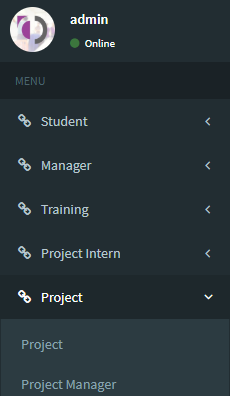 admin
Online
MENU
Student
Manager
Training
Project Intern
Project
Project
Project Manager